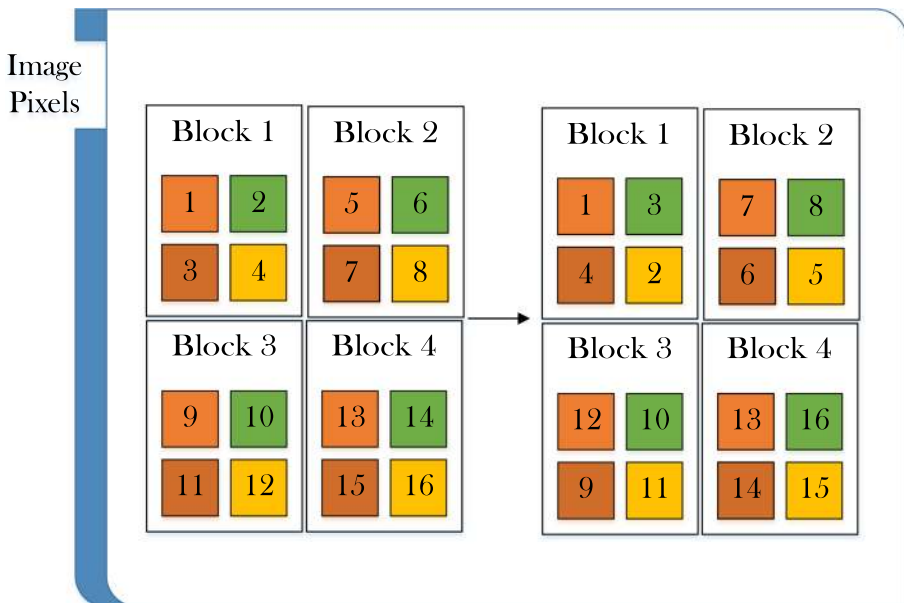 Image
Pixels
Block 1
Block 2
1 2
5 6
3 4
7 8
Block 3
Block 4
9 10
13 14
11 12
15 16
Block 1
Block 2
1 3
7 8
4 2
6 5
Block 3
Block 4
12 10
13 16
9 11
14 15